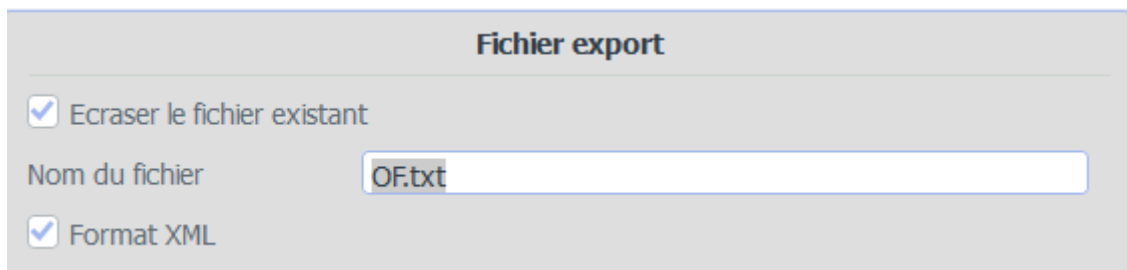 Fichier export
Ecraser le fichier existant
Nom du fichier OF.txt
Format XML